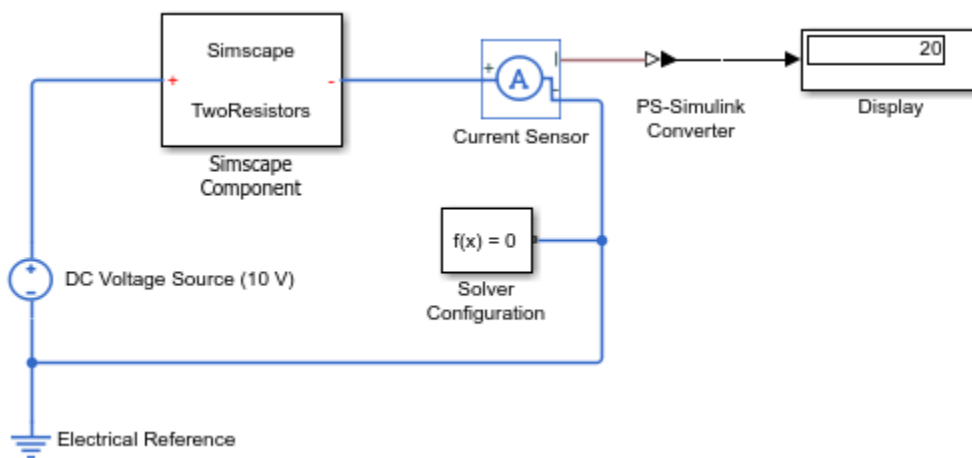 Simscape
TwoResistors
+
-
Simscape
Component
+
A
I
-
Current Sensor
PS-Simulink
Converter
20
Display
f(x) = 0
Solver
Configuration
+
-
DC Voltage Source (10 V)
Electrical Reference